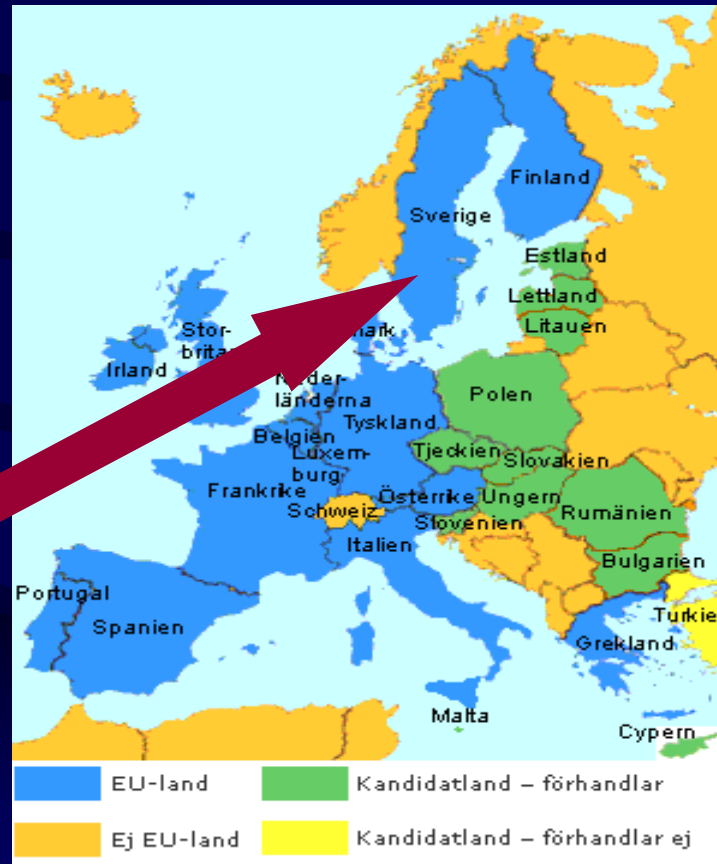 Finland
Sverige
Estland
Lettland
Litauen
Stor-
Irland
länderna
Polen
Tyskland
Belgien
Luxem-
burg
Tjeckien
Slovakien
Frankrike
Österrike
Ungern
Schweiz
Slovenien
Rumänien
Italien
Bulgarien
Portugal
Spanien
Turkie
Grekland
Malta
Cypern
EU-land
Kandidatland – förhandlar
Ej EU-land
Kandidatland – förhandlar ej